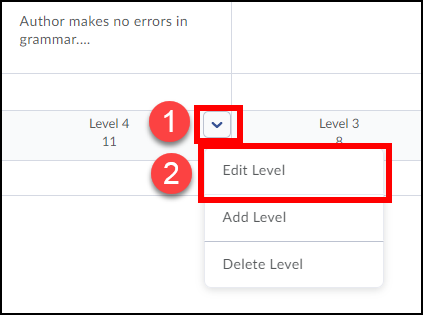 Author makes no errors in
grammar....
Level 4
11
1
Level 3
8
2
Edit Level
Add Level
Delete Level